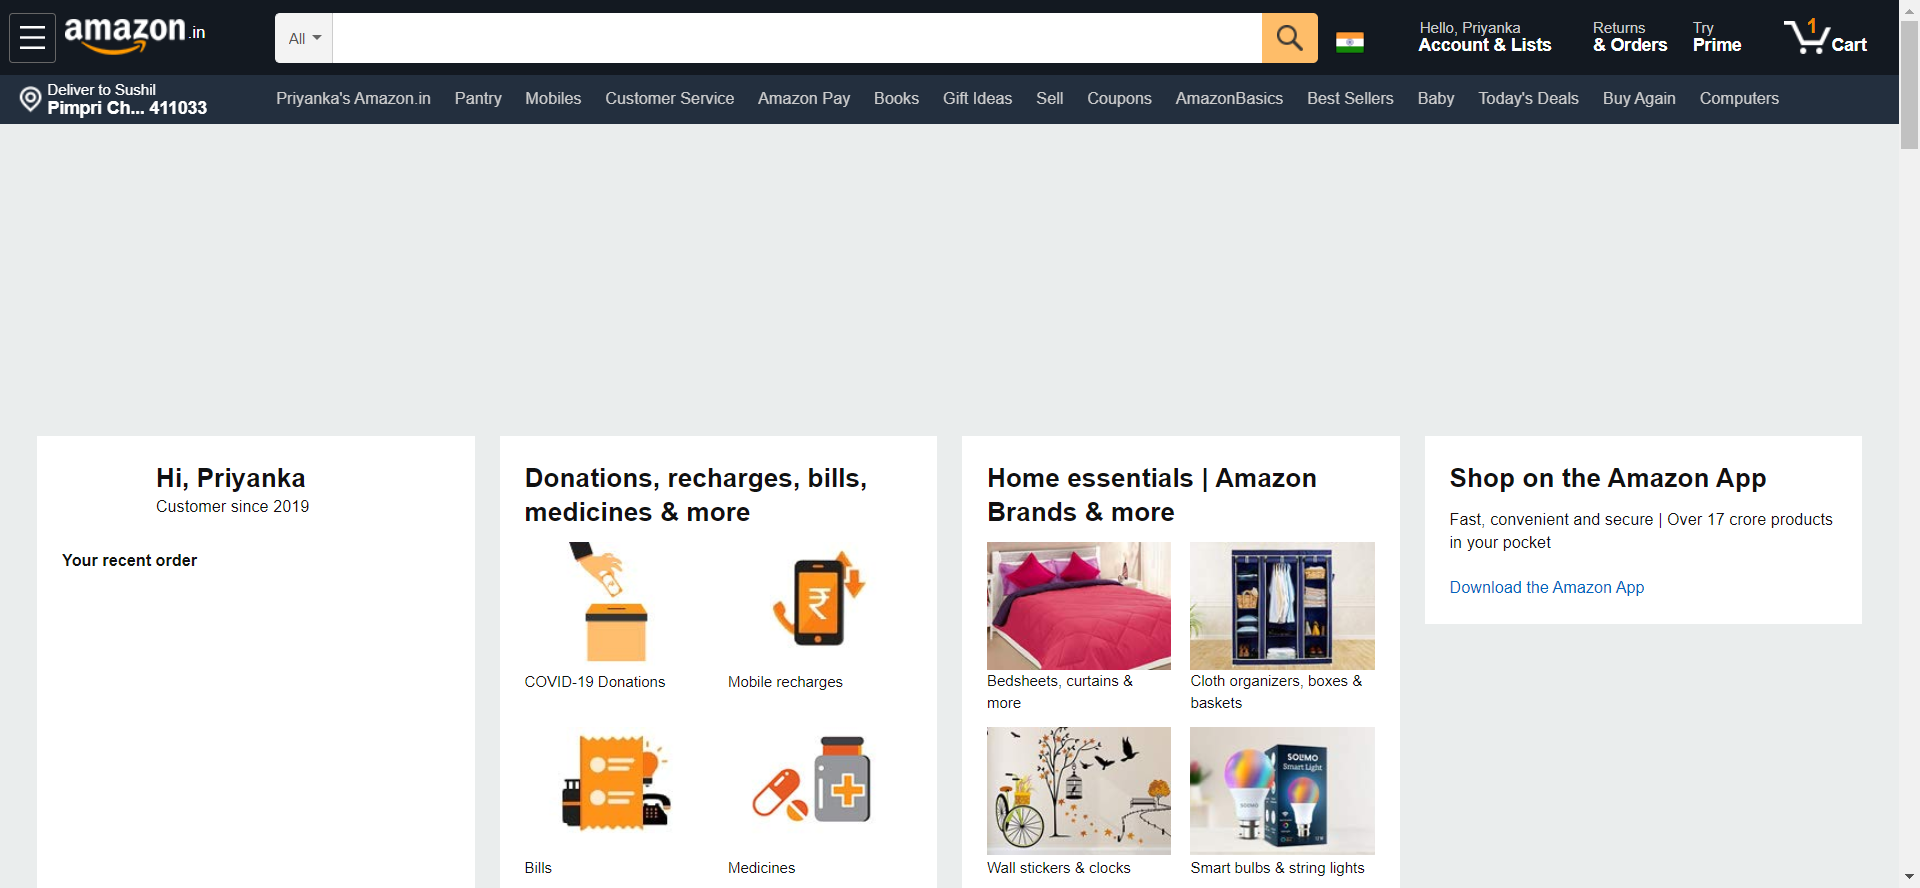 amazon.in
All
Hello, Priyanka
Account & Lists
Returns
& Orders
Try
Prime
1
Cart
Deliver to Sushil
Pimpri Ch... 411033
Priyanka's Amazon.in
Pantry
Mobiles
Customer Service
Amazon Pay
Books
Gift Ideas
Sell
Coupons
AmazonBasics
Best Sellers
Baby
Today's Deals
Buy Again
Computers
Hi, Priyanka
Customer since 2019
Your recent order
Donations, recharges, bills,
medicines & more
COVID-19 Donations
Mobile recharges
Bills
Medicines
Home essentials | Amazon
Brands & more
Bedsheets, curtains &
more
Cloth organizers, boxes &
baskets
SOLIMO
Smart Light
SOLIMO
12W
Wall stickers & clocks
Smart bulbs & string lights
Shop on the Amazon App
Fast, convenient and secure | Over 17 crore products
in your pocket
Download the Amazon App